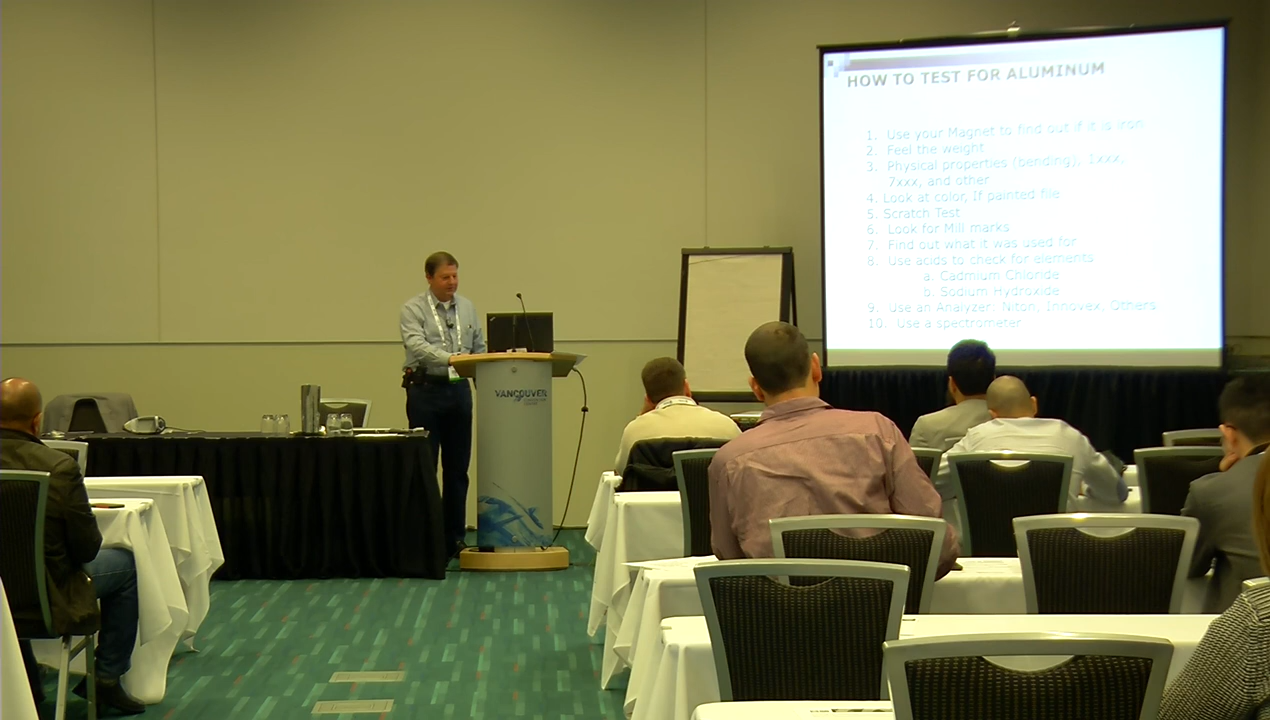 HOW TO TEST FOR ALUMINUM
1. Use your Magnet to find out if it is iron
2. Feel the weight
3. Physical properties (bending), 1xxx,
7xxx, and other
4. Look at color, If painted file
5. Scratch Test
6. Look for Mill marks
7. Find out what it was used for
8. Use acids to check for elements
a. Cadmium Chloride
b. Sodium Hydroxide
9. Use an Analyzer: Niton, Innovex, Others
10. Use a spectrometer
VANCOUVER